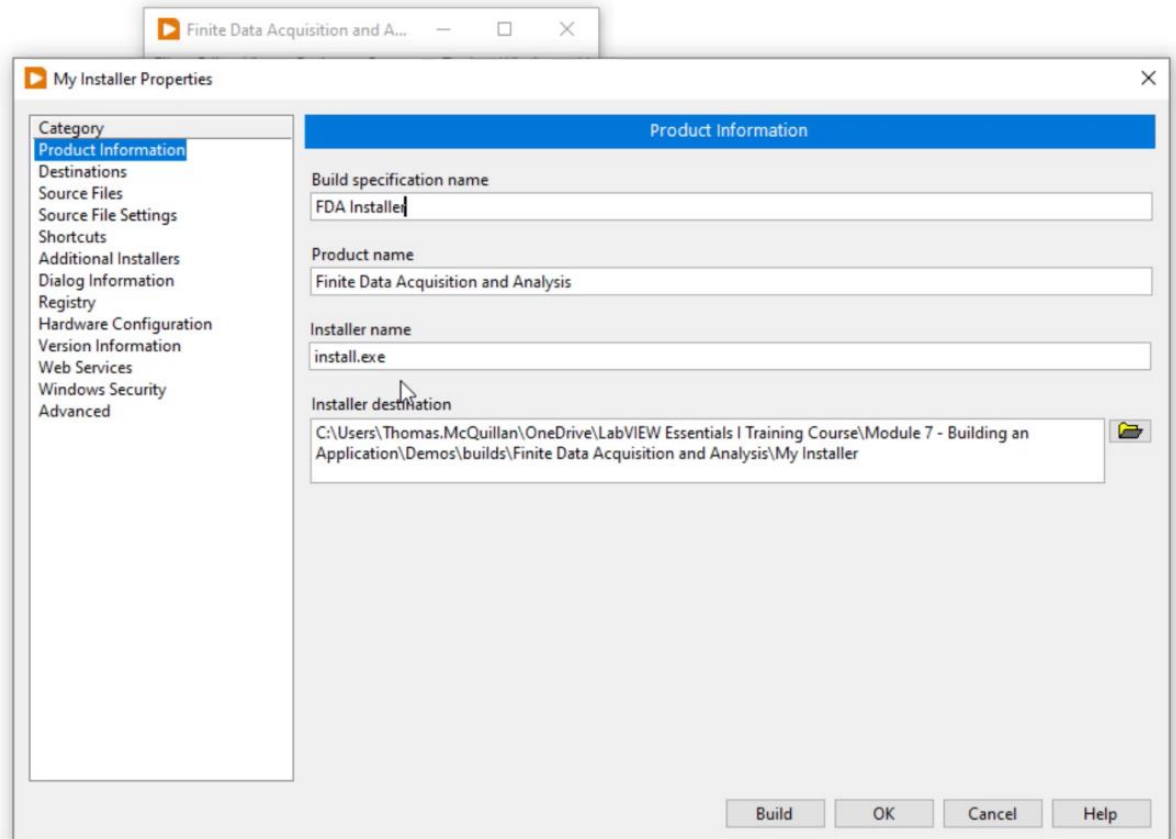 Finite Data Acquisition and A...
My Installer Properties
Category
Product Information
Destinations
Source Files
Source File Settings
Shortcuts
Additional Installers
Dialog Information
Registry
Hardware Configuration
Version Information
Web Services
Windows Security
Advanced
Product Information
Build specification name
FDA Installer
Product name
Finite Data Acquisition and Analysis
Installer name
install.exe
Installer destination
C:\Users\Thomas.McQuillan\OneDrive\LabVIEW Essentials I Training Course\Module 7 - Building an
Application\Demos\builds\Finite Data Acquisition and Analysis\My Installer
Build
OK
Cancel
Help